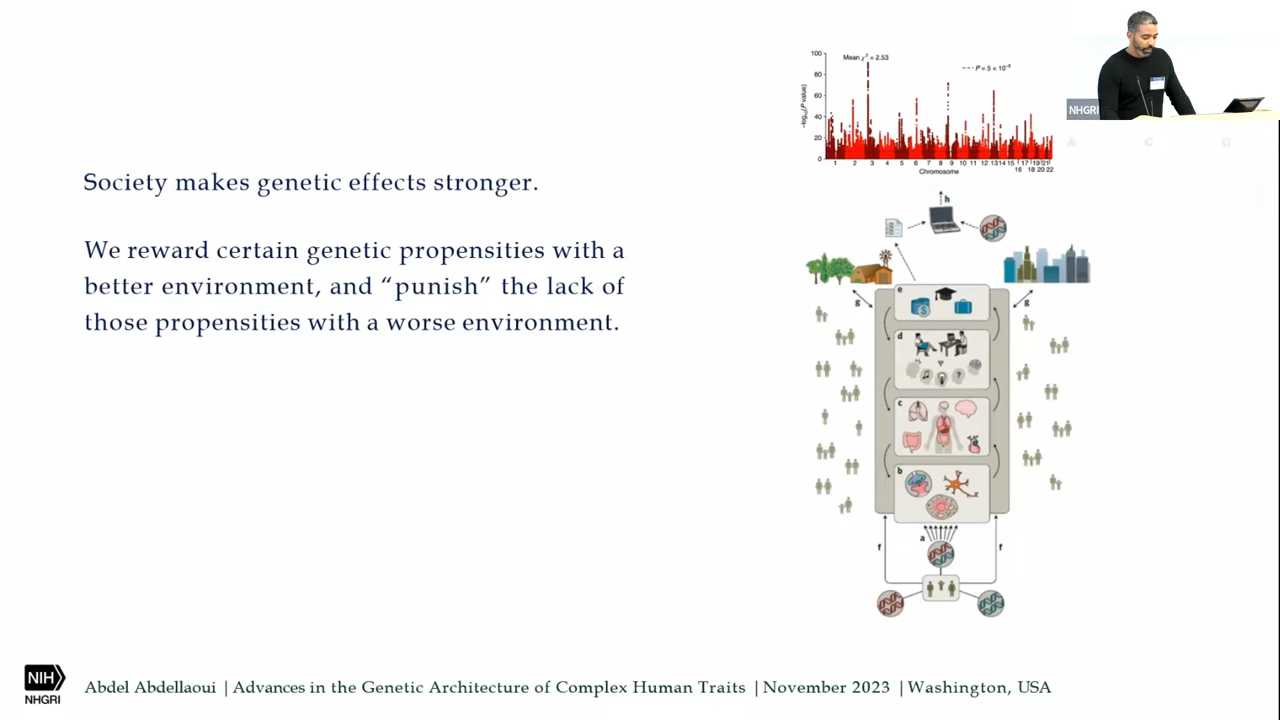 Society makes genetic effects stronger.
We reward certain genetic propensities with a
better environment, and “punish” the lack of
those propensities with a worse environment.
100
80
60
40
20
0
-log₁₀(P value)
Mean χ² = 2.53
P = 5 × 10⁻⁸
1 2 3 4 5 6 7 8 9 10 11 12 13 14 15 17 19 21
16 18 20 22
Chromosome
h
g
g
e
$
d
Ψ
?
c
b
a
f
f
NHGRI
NIH
NHGRI
Abdel Abdellaoui | Advances in the Genetic Architecture of Complex Human Traits | November 2023 | Washington, USA